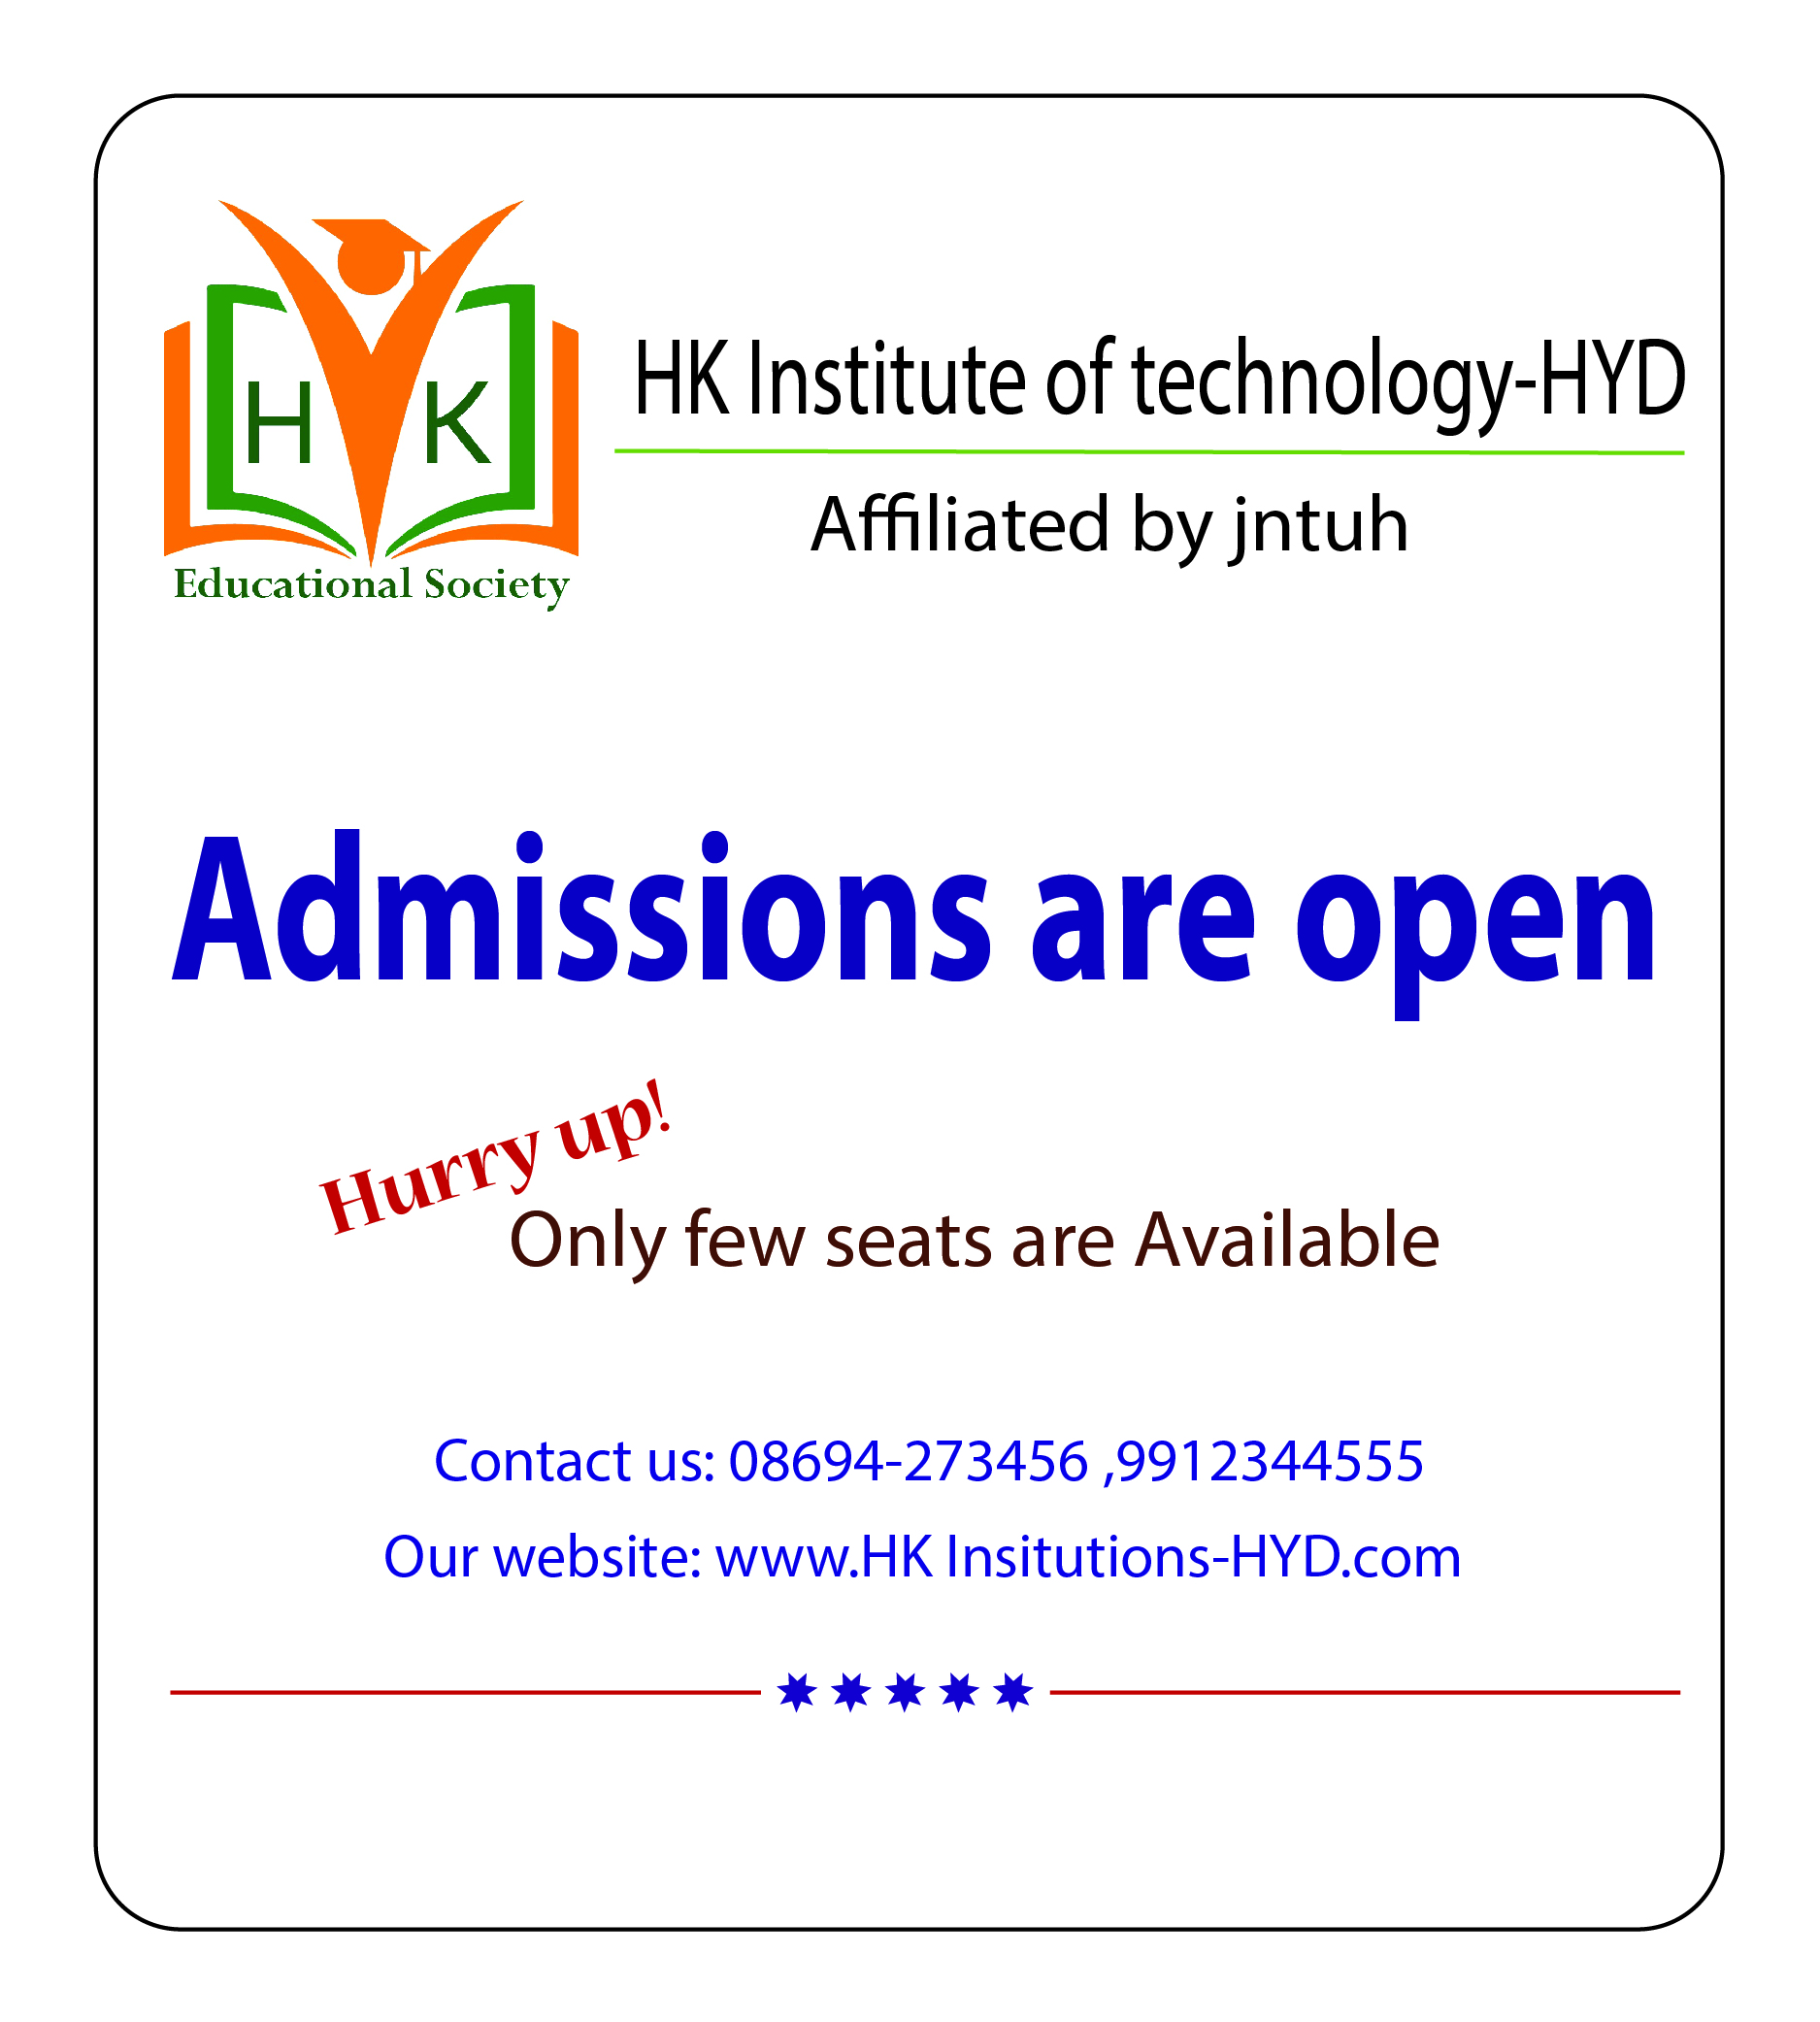 H K
Educational Society
HK Institute of technology-HYD
Affiliated by jntuh
Admissions are open
Hurry up!
Only few seats are Available
Contact us: 08694-273456 ,9912344555
Our website: www.HK Insitutions-HYD.com